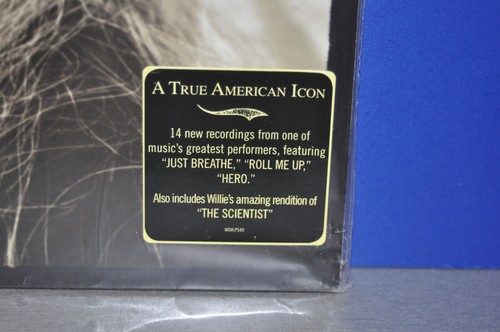 A TRUE AMERICAN ICON
14 new recordings from one of
music's greatest performers, featuring
"JUST BREATHE," "ROLL ME UP,"
"HERO."
Also includes Willie's amazing rendition of
"THE SCIENTIST"